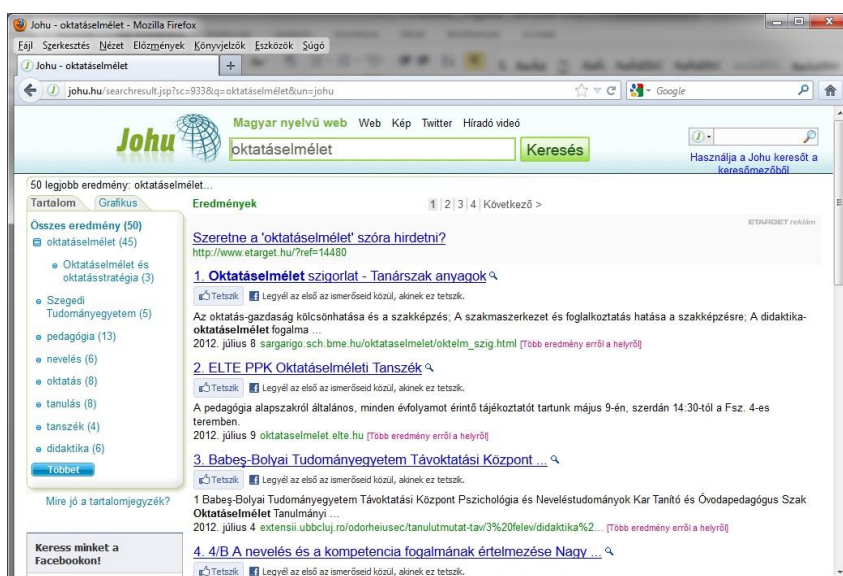 Johu - oktatáselmélet - Mozilla Firefox
Fájl Szerkesztés Nézet Előzmények Könyvjelzők Eszközök Súgó
Johu - oktatáselmélet
johu.hu/searchresult.jsp?sc=933&q=oktatáselmélet&un=johu
Google
Johu
Magyar nyelvű web Web Kép Twitter Híradó videó
oktatáselmélet
Keresés
Használja a Johu keresőt a
keresőmezőből
50 legjobb eredmény: oktatáselmélet...
Tartalom Grafikus
Összes eredmény (50)
oktatáselmélet (45)
Oktatáselmélet és
oktatásstratégia (3)
Szegedi
Tudományegyetem (5)
pedagógia (13)
nevelés (6)
oktatás (8)
tanulás (8)
tanszék (4)
didaktika (6)
Többet
Mire jó a tartalomjegyzék?
Keress minket a
Facebookon!
Eredmények 1 | 2 | 3 | 4 | Következő >
ETARGET reklám
Szeretne a 'oktatáselmélet' szóra hirdetni?
http://www.etarget.hu/?ref=14480
1. Oktatáselmélet szigorlat - Tanárszak anyagok
Tetszik Legyél az első az ismerőseid közül, akinek ez tetszik.
Az oktatás-gazdaság kölcsönhatása és a szakképzés; A szakmaszerkezet és foglalkoztatás hatása a szakképzésre; A didaktika-
oktatáselmélet fogalma ...
2012. július 8 sargarigo.sch.bme.hu/oktataselmelet/oktelm_szig.html [Több eredmény erről a helyről]
2. ELTE PPK Oktatáselméleti Tanszék
Tetszik Legyél az első az ismerőseid közül, akinek ez tetszik.
A pedagógia alapszakról általános, minden évfolyamot érintő tájékoztatót tartunk május 9-én, szerdán 14:30-tól a Fsz. 4-es
teremben.
2012. július 9 oktataselmelet.elte.hu [Több eredmény erről a helyről]
3. Babeş-Bolyai Tudományegyetem Távoktatási Központ ...
Tetszik Legyél az első az ismerőseid közül, akinek ez tetszik.
1 Babeş-Bolyai Tudományegyetem Távoktatási Központ Pszichológia és Neveléstudományok Kar Tanító és Óvodapedagógus Szak
Oktatáselmélet Tanulmányi ...
2012. július 4 extensii.ubbcluj.ro/odorheiusec/tanulutmutat-tav/3%20felev/didaktika%2... [Több eredmény erről a helyről]
4. 4/B A nevelés és a kompetencia fogalmának értelmezése Nagy ...
Tetszik Legyél az első az ismerőseid közül, akinek ez tetszik.